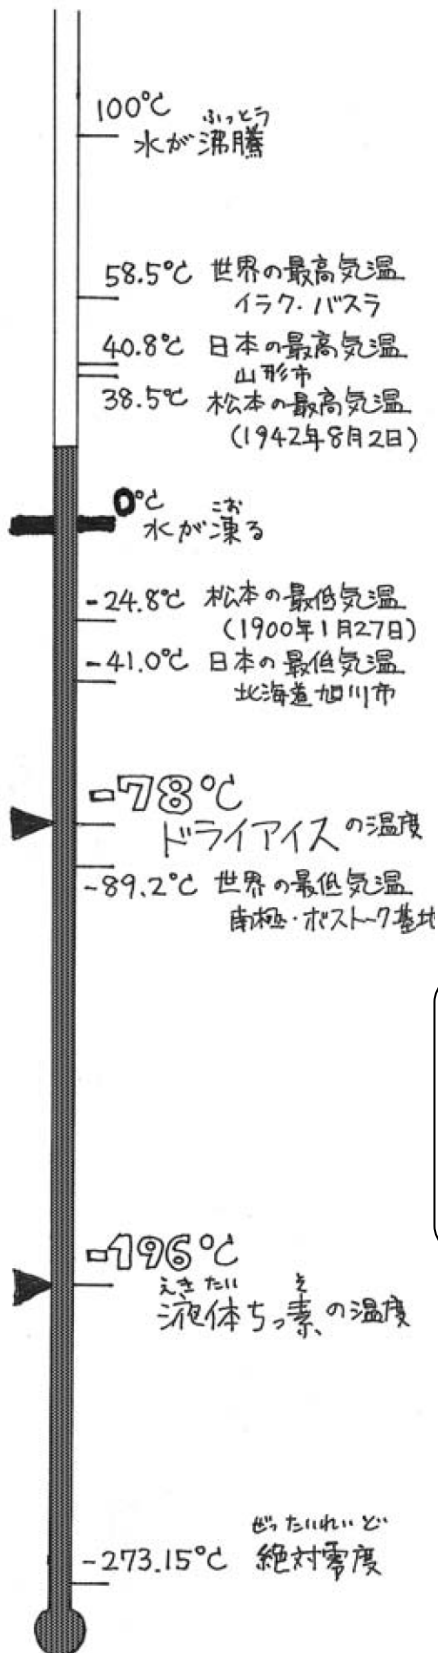 100℃
ふっとう
水が沸騰
58.5℃ 世界の最高気温
イラク・バスラ
40.8℃ 日本の最高気温
山形市
38.5℃ 松本の最高気温
(1942年8月2日)
0℃
こお
水が凍る
-24.8℃ 松本の最低気温
(1900年1月27日)
-41.0℃ 日本の最低気温
北海道旭川市
-78℃
ドライアイスの温度
-89.2℃ 世界の最低気温
南極・ボストーク基地
-196℃
えきたい そ
液体ちっ素の温度
ぜったいれいど
-273.15℃ 絶対零度